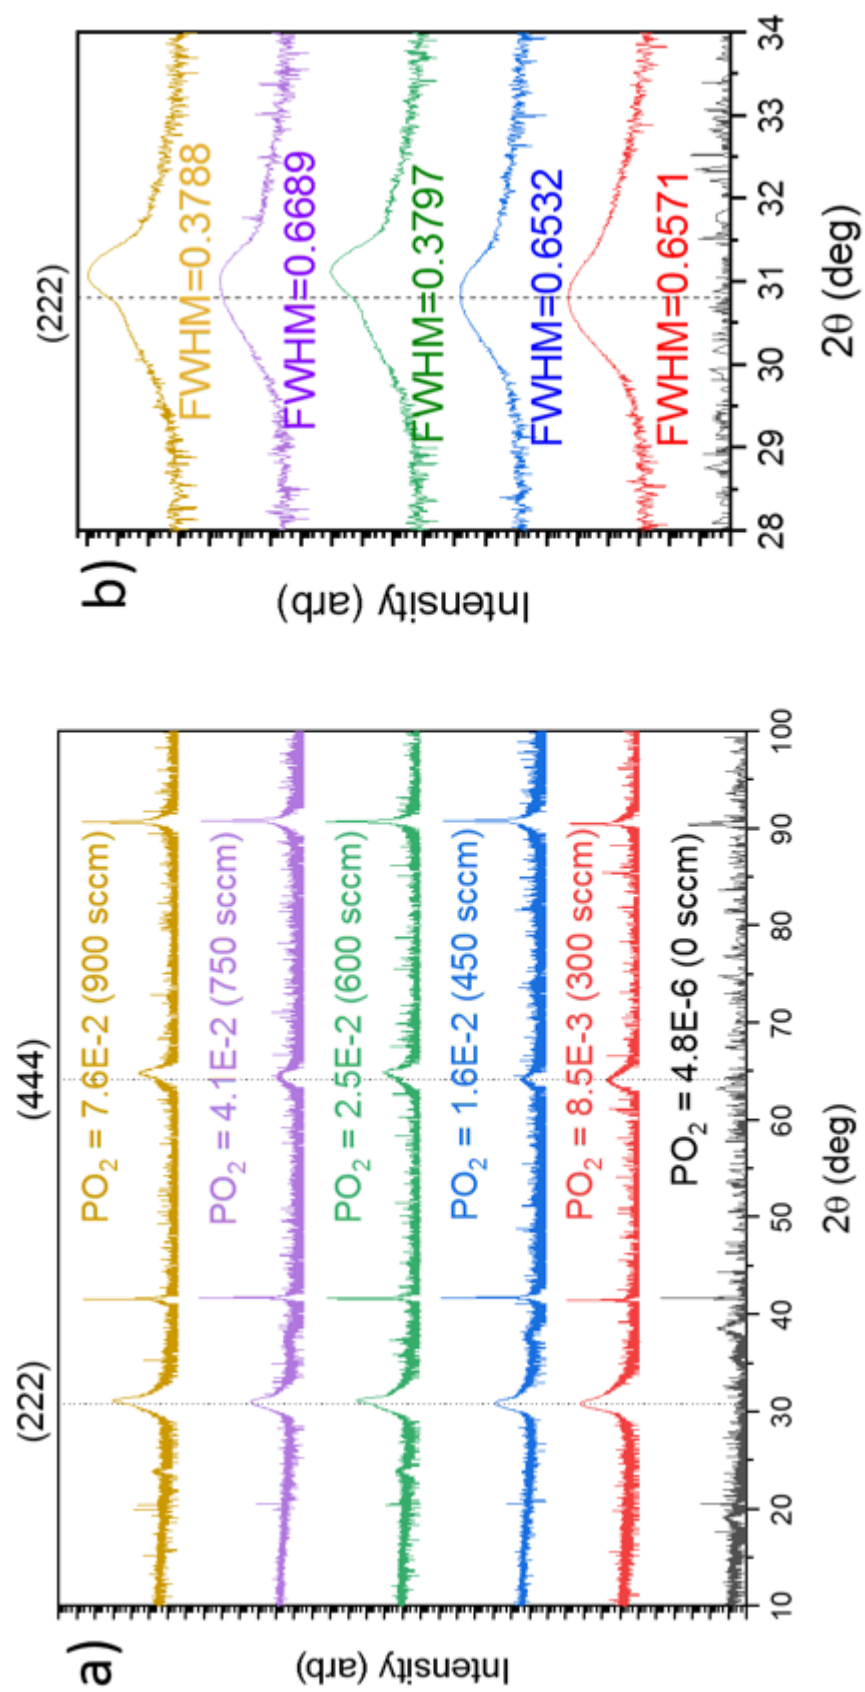 a)
(222)
(444)
PO₂ = 7.6E-2 (900 sccm)
PO₂ = 4.1E-2 (750 sccm)
PO₂ = 2.5E-2 (600 sccm)
PO₂ = 1.6E-2 (450 sccm)
PO₂ = 8.5E-3 (300 sccm)
PO₂ = 4.8E-6 (0 sccm)
Intensity (arb)
10 20 30 40 50 60 70 80 90 100
2θ (deg)
b)
(222)
FWHM=0.3788
FWHM=0.6689
FWHM=0.3797
FWHM=0.6532
FWHM=0.6571
Intensity (arb)
28 29 30 31 32 33 34
2θ (deg)